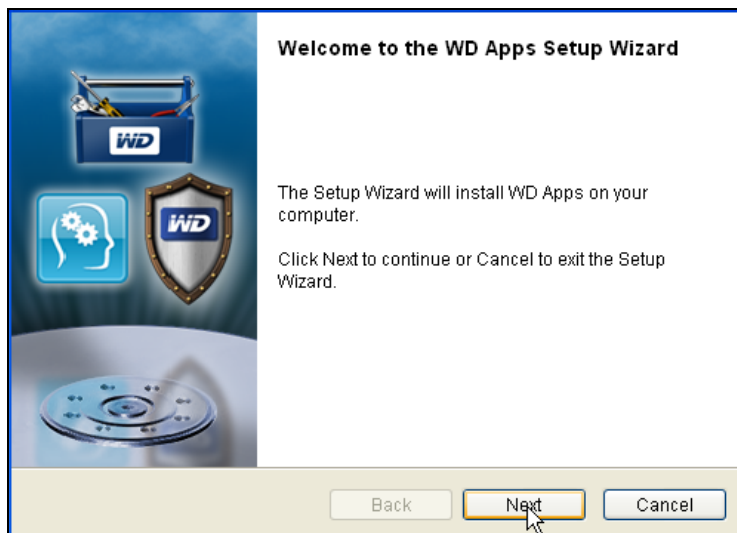 Welcome to the WD Apps Setup Wizard
WD
WD
The Setup Wizard will install WD Apps on your
computer.
Click Next to continue or Cancel to exit the Setup
Wizard.
Back
Next
Cancel